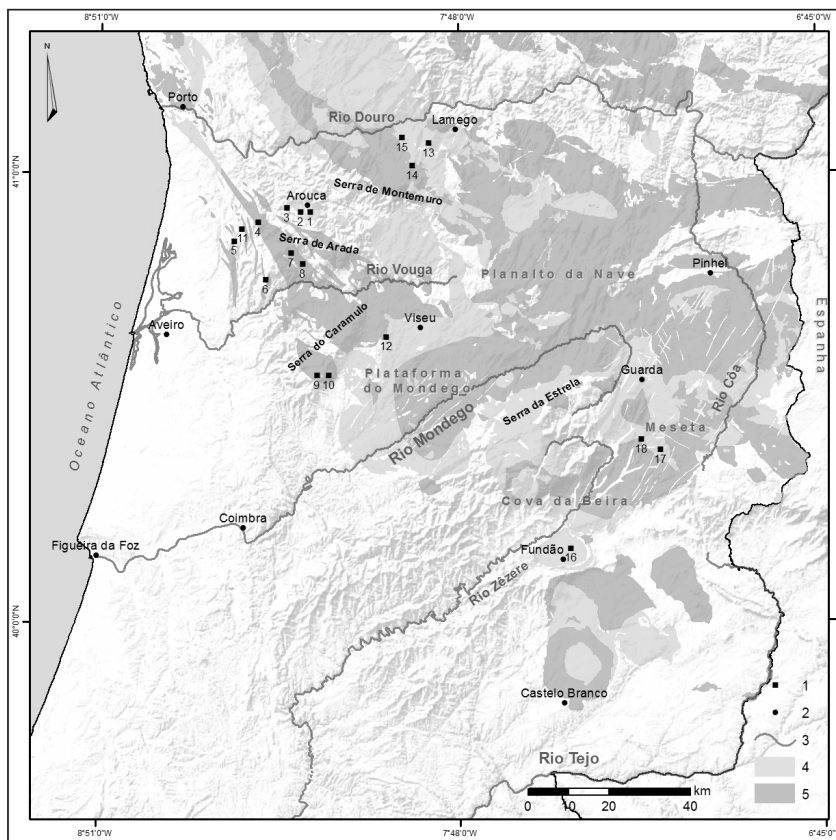 8°51'0"W
7°48'0"W
6°45'0"W
N
Porto
Rio Douro
Lamego
15
13
14
41°0'0"N
Serra de Montemuro
Arouca
3
2
1
4
11
5
Serra de Arada
7
8
6
Rio Vouga
Planalto da Nave
Pinhel
Oceano Atlântico
Aveiro
Serra do Caramulo
Viseu
12
Espanha
9
10
Plataforma
do Mondego
Guarda
Rio Côa
Serra da Estrela
Rio Mondego
Meseta
18
17
Cova da Beira
Coimbra
Figueira da Foz
Fundão
16
Rio Zêzere
40°0'0"N
Castelo Branco
1
2
3
4
5
Rio Tejo
km
0
10
20
40
8°51'0"W
7°48'0"W
6°45'0"W